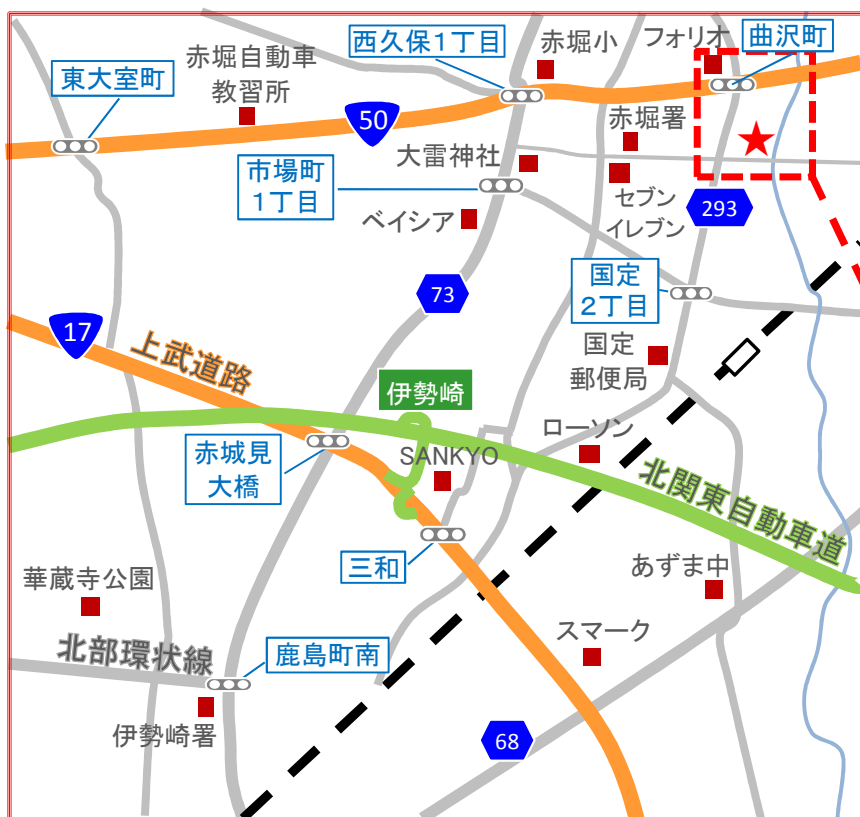 西久保1丁目
赤堀小
フォリオ
曲沢町
東大室町
赤堀自動車
教習所
50
赤堀署
大雷神社
市場町
1丁目
セブン
イレブン
293
ベイシア
国定
2丁目
73
17
上武道路
国定
郵便局
伊勢崎
ローソン
赤城見
大橋
SANKYO
北関東自動車道
三和
あずま中
華蔵寺公園
スマーク
北部環状線
鹿島町南
伊勢崎署
68